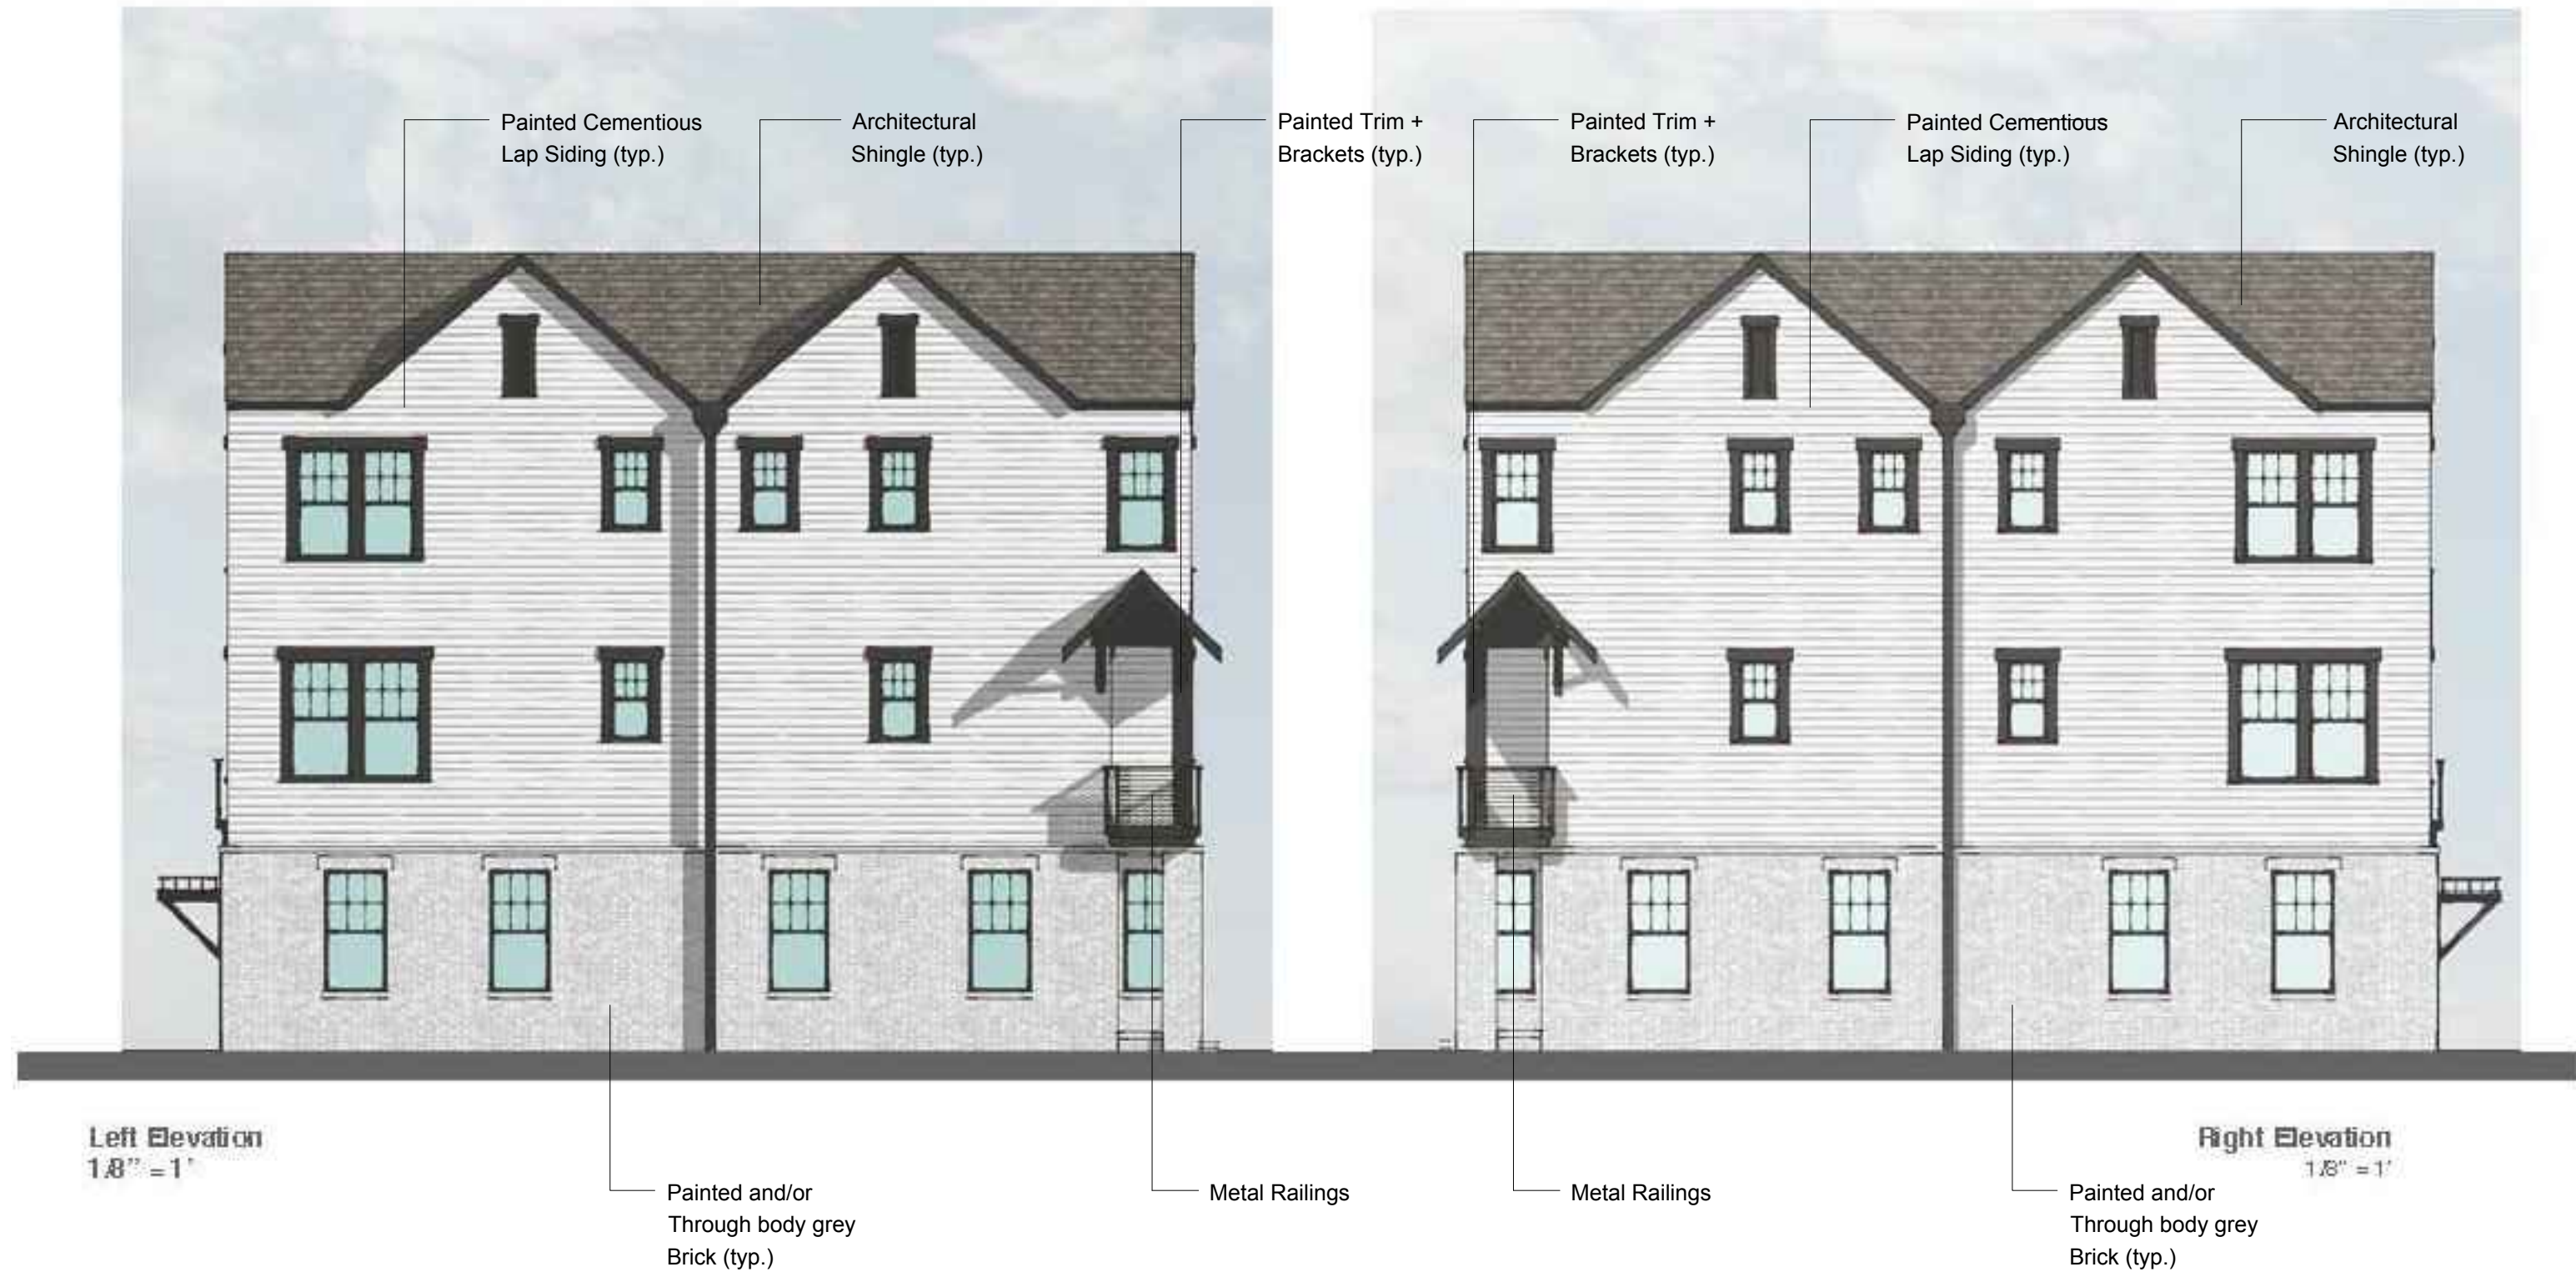 Painted Cementious
Lap Siding (typ.)
Architectural
Shingle (typ.)
Painted Trim +
Brackets (typ.)
Painted Trim +
Brackets (typ.)
Painted Cementious
Lap Siding (typ.)
Architectural
Shingle (typ.)
Left Elevation
1/8" = 1'
Right Elevation
1/8" = 1'
Painted and/or
Through body grey
Brick (typ.)
Metal Railings
Metal Railings
Painted and/or
Through body grey
Brick (typ.)